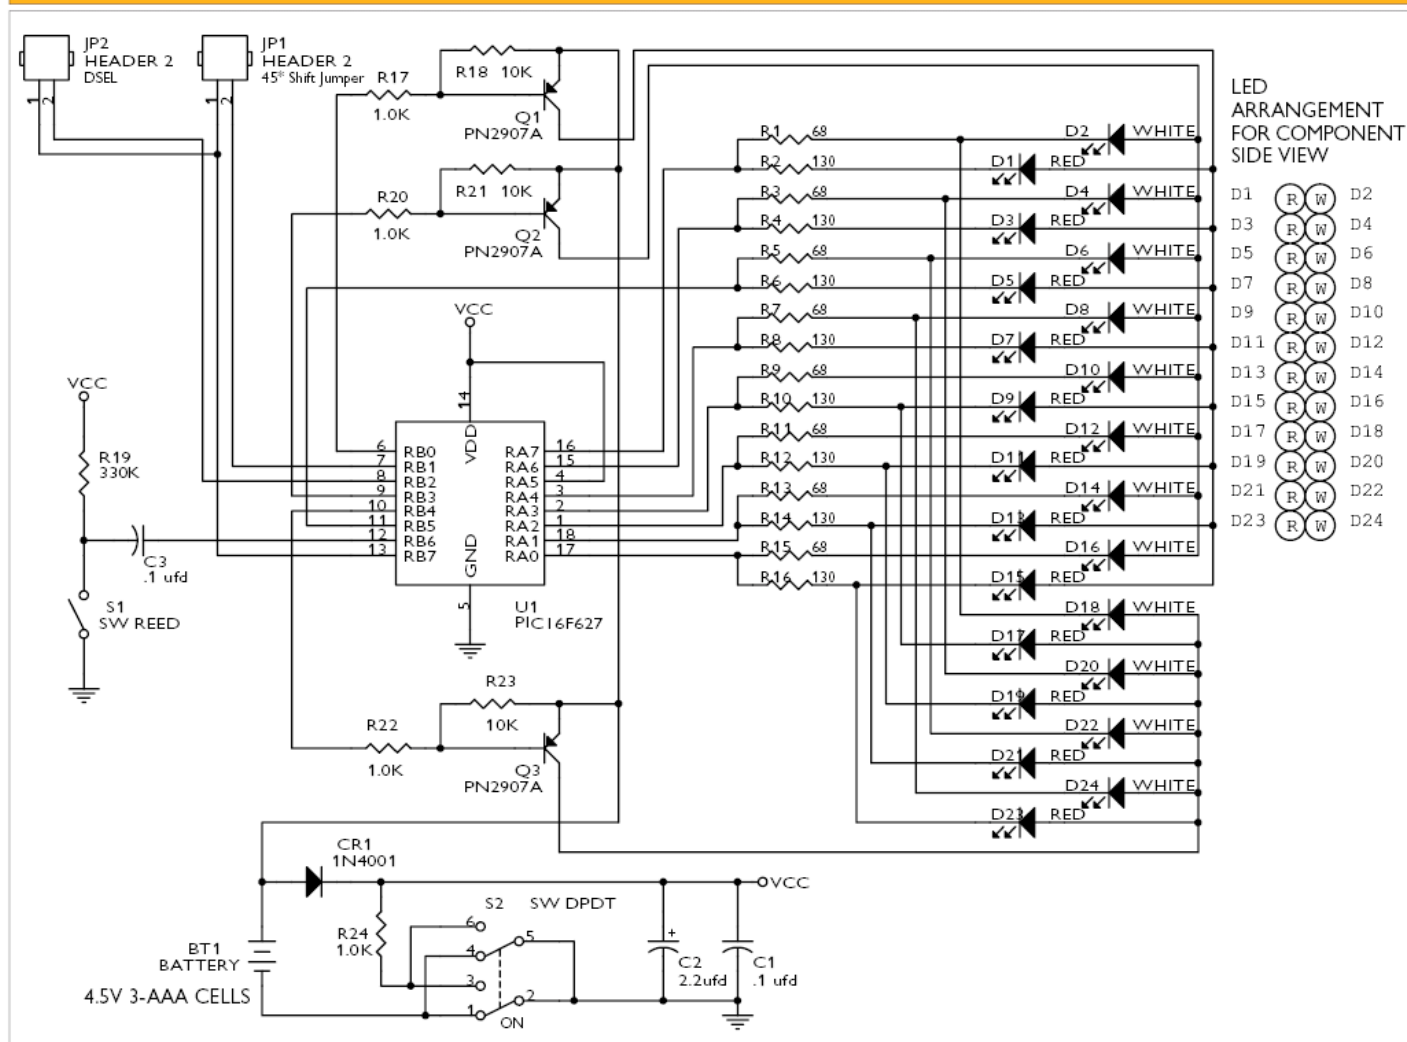 JP2
HEADER 2
DSEL
1
2
JP1
HEADER 2
45* Shift Jumper
1
2
R17
1.0K
R18 10K
Q1
PN2907A
R20
1.0K
R21 10K
Q2
PN2907A
VCC
VCC
R19
330K
C3
.1 ufd
S1
SW REED
14
VDD
6 RB0
7 RB1
8 RB2
9 RB3
10 RB4
11 RB5
12 RB6
13 RB7
RA7 16
RA6 15
RA5 4
RA4 3
RA3 2
RA2 1
RA1 18
RA0 17
GND
5
U1
PIC16F627
R23
10K
R22
1.0K
Q3
PN2907A
R1 68 D2 WHITE
R2 130 D1 RED
R3 68 D4 WHITE
R4 130 D3 RED
R5 68 D6 WHITE
R6 130 D5 RED
R7 68 D8 WHITE
R8 130 D7 RED
R9 68 D10 WHITE
R10 130 D9 RED
R11 68 D12 WHITE
R12 130 D11 RED
R13 68 D14 WHITE
R14 130 D13 RED
R15 68 D16 WHITE
R16 130 D15 RED
D18 WHITE
D17 RED
D20 WHITE
D19 RED
D22 WHITE
D21 RED
D24 WHITE
D23 RED
LED
ARRANGEMENT
FOR COMPONENT
SIDE VIEW
D1 R W D2
D3 R W D4
D5 R W D6
D7 R W D8
D9 R W D10
D11 R W D12
D13 R W D14
D15 R W D16
D17 R W D18
D19 R W D20
D21 R W D22
D23 R W D24
CR1
1N4001
VCC
S2 SW DPDT
R24
1.0K
6
4
5
3
1
2
ON
BT1
BATTERY
4.5V 3-AAA CELLS
+
C2
2.2ufd
C1
.1 ufd